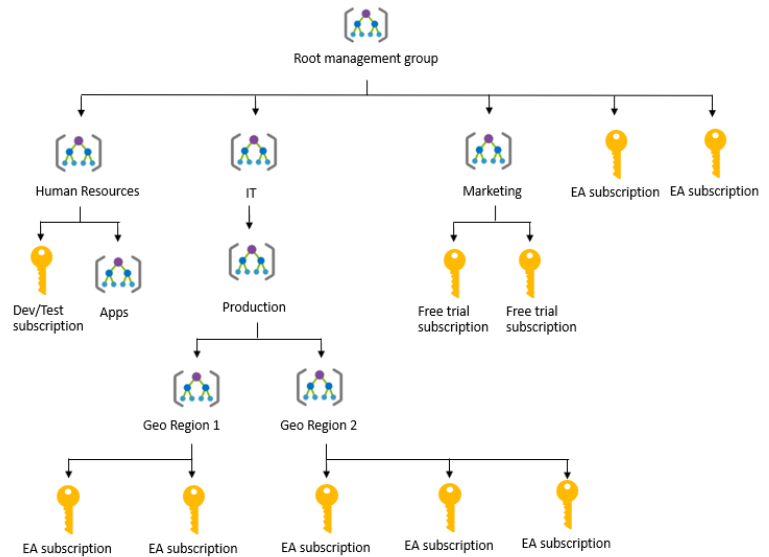 Root management group
Human Resources
IT
Marketing
EA subscription
EA subscription
Dev/Test
subscription
Apps
Production
Free trial
subscription
Free trial
subscription
Geo Region 1
Geo Region 2
EA subscription
EA subscription
EA subscription
EA subscription
EA subscription